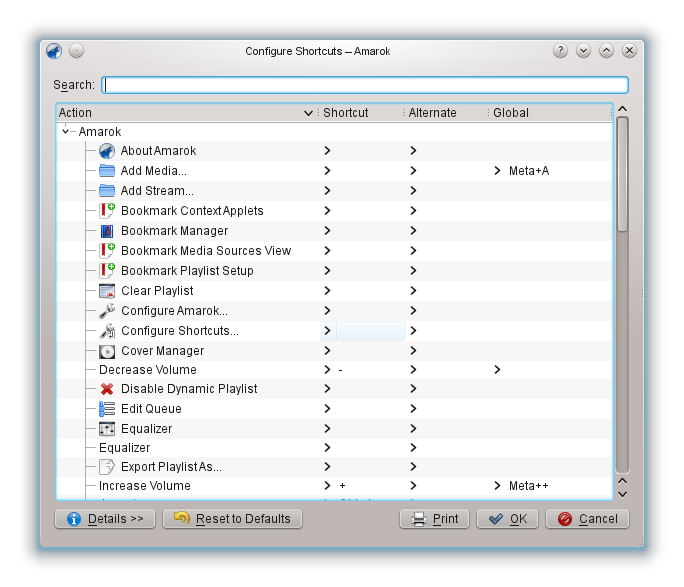 Configure Shortcuts – Amarok
Search:
Action Shortcut Alternate Global
Amarok
About Amarok
Add Media... Meta+A
Add Stream...
Bookmark Context Applets
Bookmark Manager
Bookmark Media Sources View
Bookmark Playlist Setup
Clear Playlist
Configure Amarok...
Configure Shortcuts...
Cover Manager
Decrease Volume -
Disable Dynamic Playlist
Edit Queue
Equalizer
Equalizer
Export Playlist As...
Increase Volume + Meta++
Details >> Reset to Defaults Print OK Cancel